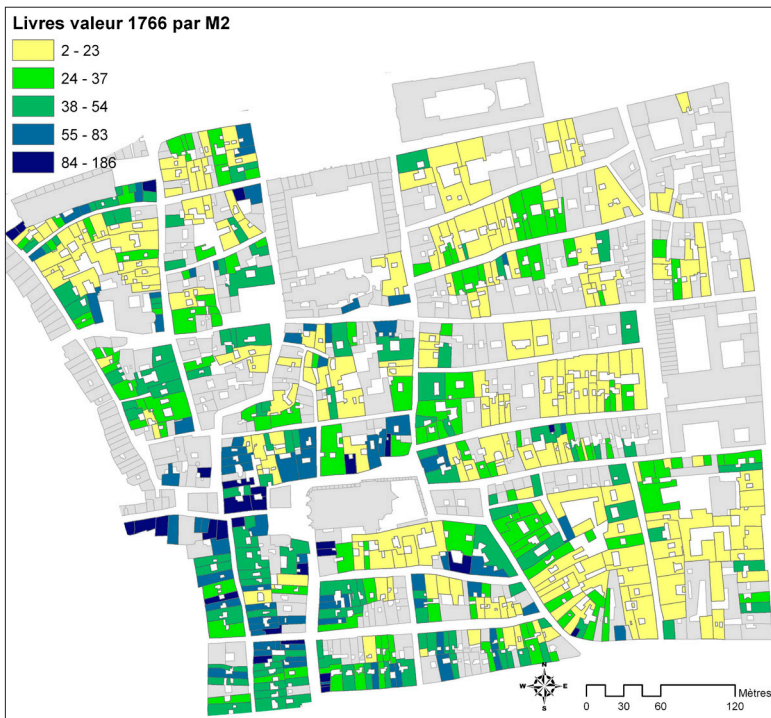 Livres valeur 1766 par M2
2 - 23
24 - 37
38 - 54
55 - 83
84 - 186
N
W E
S
Mètres
0 30 60 120